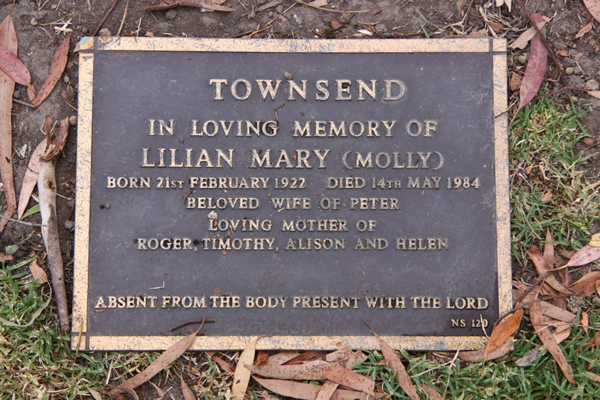 TOWNSEND
IN LOVING MEMORY OF
LILIAN MARY (MOLLY)
BORN 21ST FEBRUARY 1922 DIED 14TH MAY 1984
BELOVED WIFE OF PETER
LOVING MOTHER OF
ROGER, TIMOTHY, ALISON AND HELEN
ABSENT FROM THE BODY PRESENT WITH THE LORD
NS 120